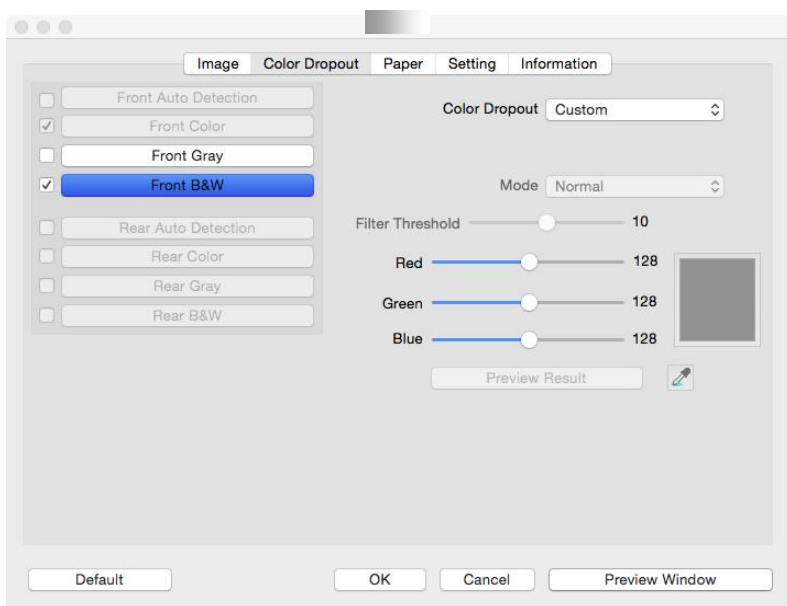 Image Color Dropout Paper Setting Information
Front Auto Detection
Front Color
Front Gray
Front B&W
Rear Auto Detection
Rear Color
Rear Gray
Rear B&W
Color Dropout Custom
Mode Normal
Filter Threshold 10
Red 128
Green 128
Blue 128
Preview Result
Default OK Cancel Preview Window